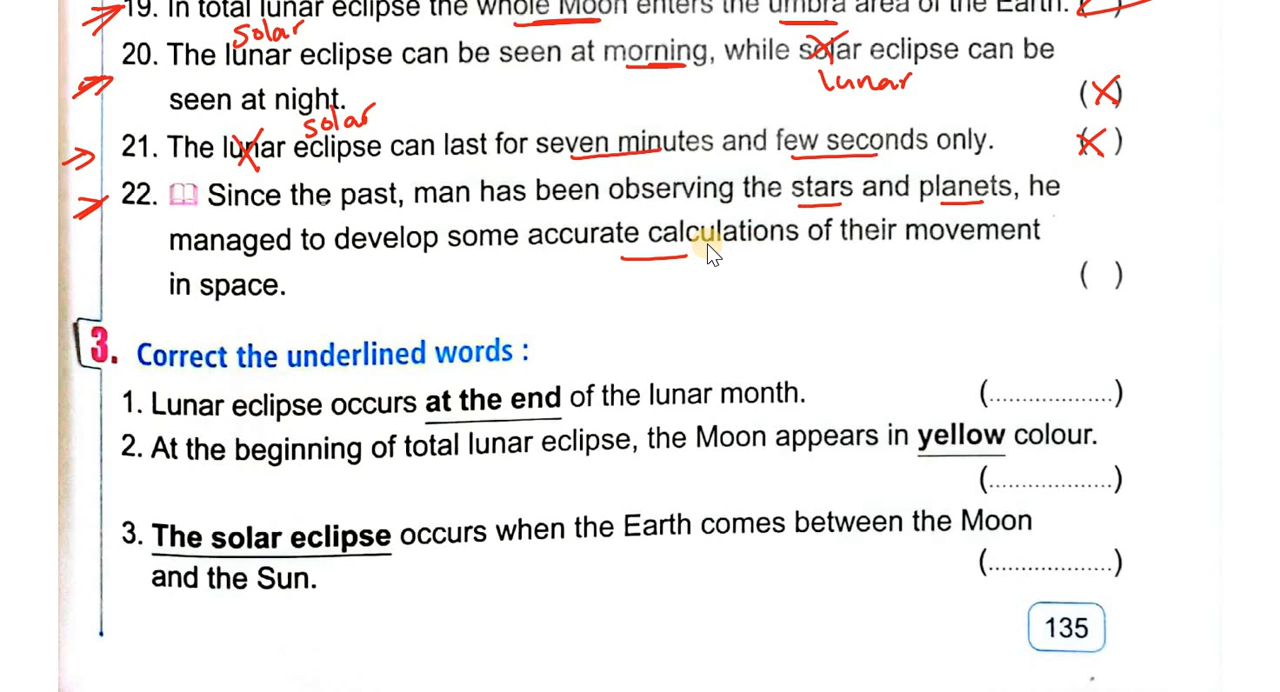 19. In total lunar eclipse the whole Moon enters the umbra area of the Earth. ( )
solar
20. The lunar eclipse can be seen at morning, while solar eclipse can be
lunar
seen at night. (X)
solar
21. The lunar eclipse can last for seven minutes and few seconds only. (X)
22. Since the past, man has been observing the stars and planets, he
managed to develop some accurate calculations of their movement
in space. ( )
3. Correct the underlined words :
1. Lunar eclipse occurs at the end of the lunar month. (...................)
2. At the beginning of total lunar eclipse, the Moon appears in yellow colour.
(...................)
3. The solar eclipse occurs when the Earth comes between the Moon
and the Sun. (...................)
135